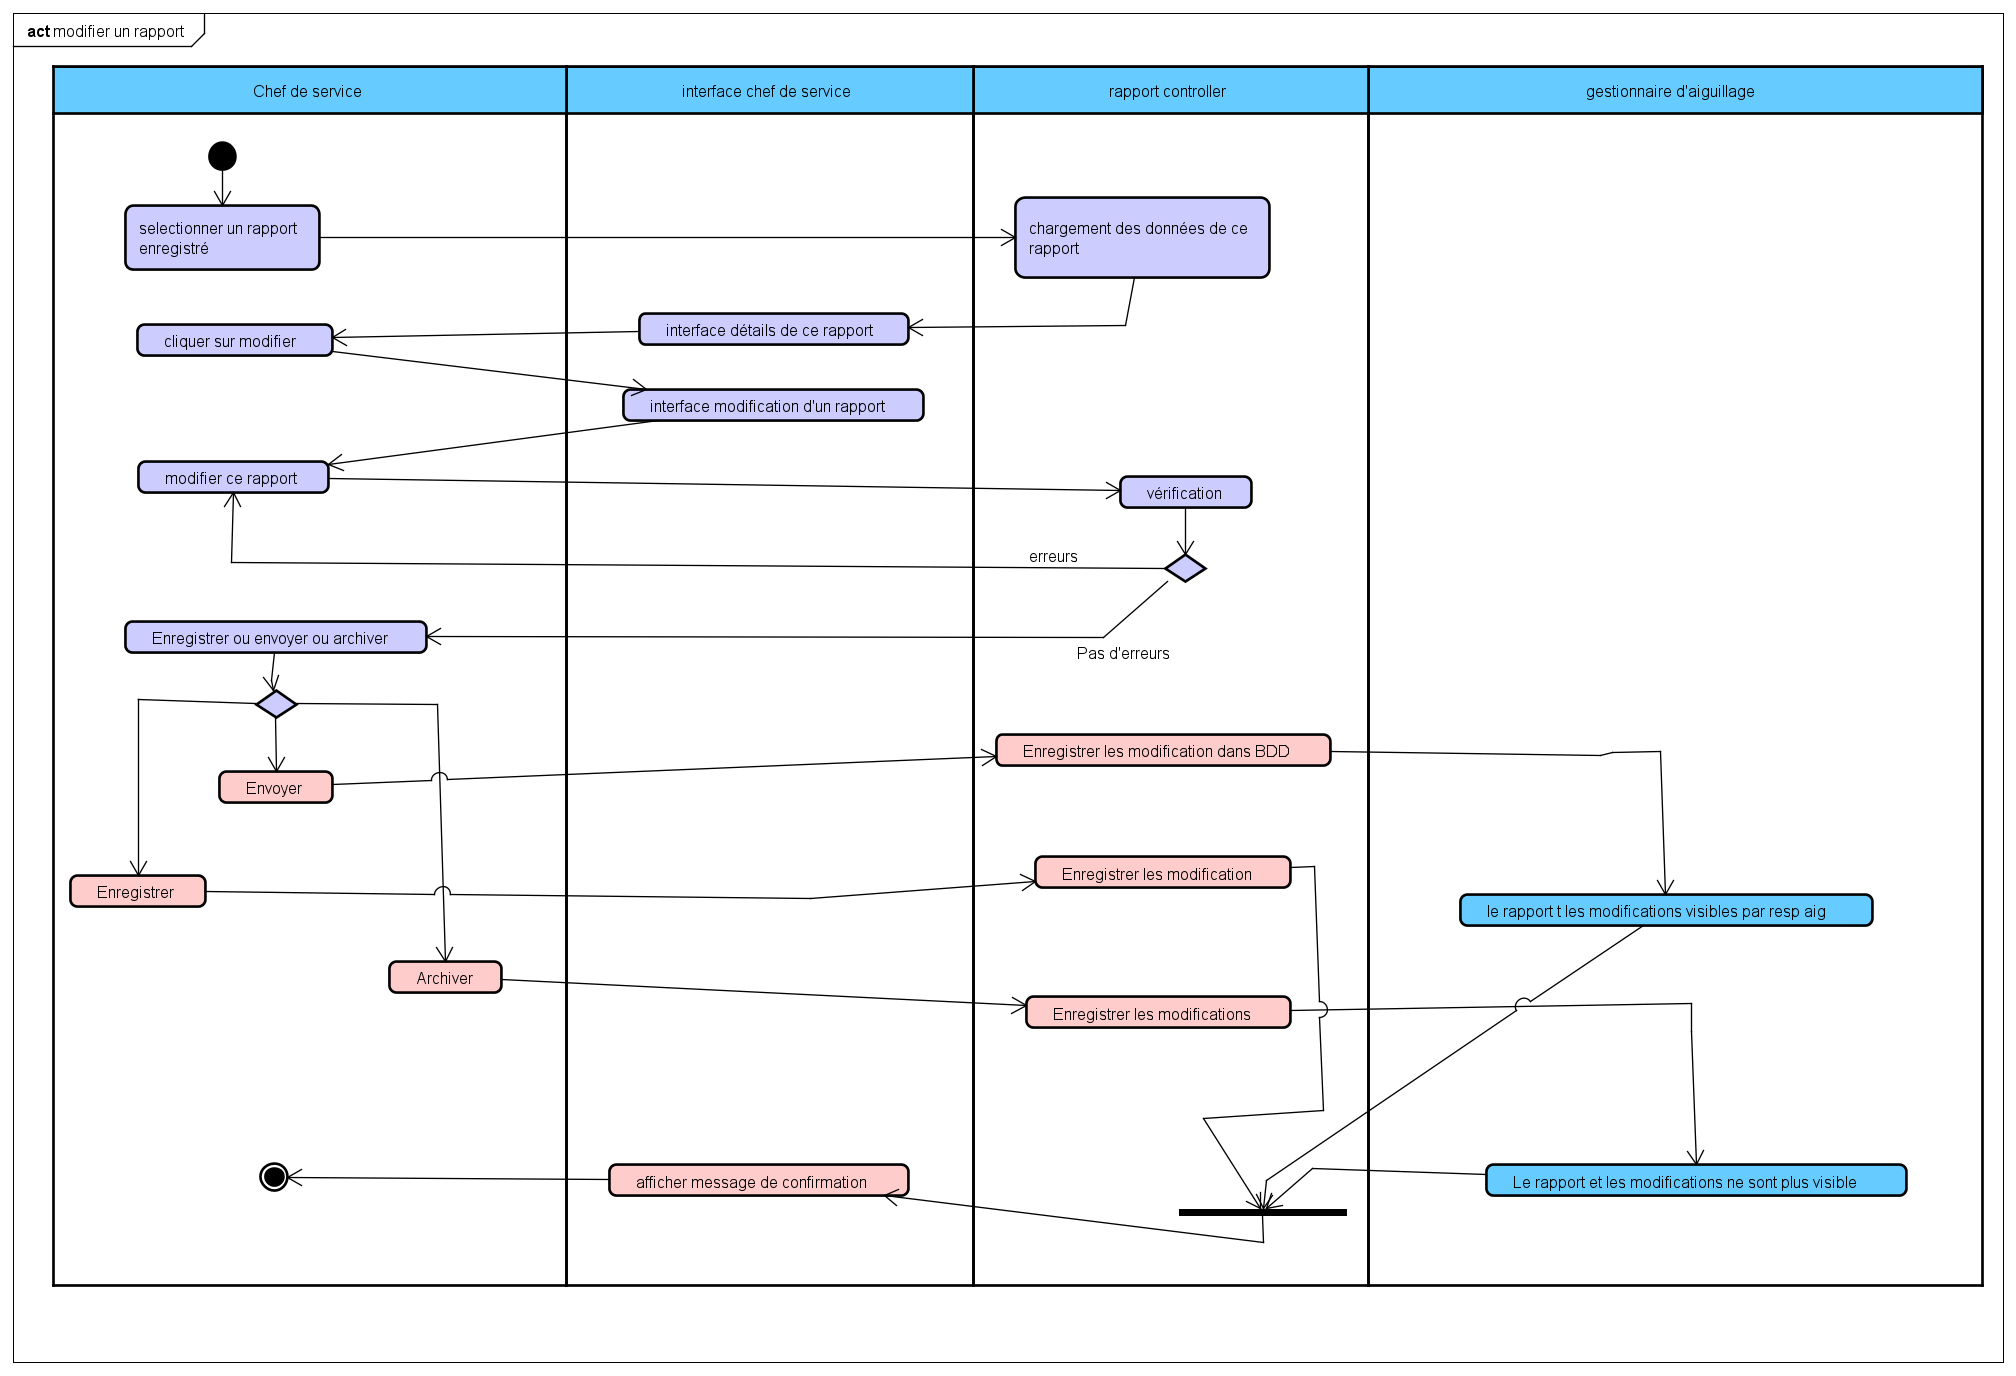 act modifier un rapport
Chef de service
interface chef de service
rapport controller
gestionnaire d'aiguillage
selectionner un rapport
enregistré
chargement des données de ce
rapport
interface détails de ce rapport
cliquer sur modifier
interface modification d'un rapport
modifier ce rapport
vérification
erreurs
Enregistrer ou envoyer ou archiver
Pas d'erreurs
Enregistrer les modification dans BDD
Envoyer
Enregistrer les modification
Enregistrer
le rapport t les modifications visibles par resp aig
Archiver
Enregistrer les modifications
afficher message de confirmation
Le rapport et les modifications ne sont plus visible